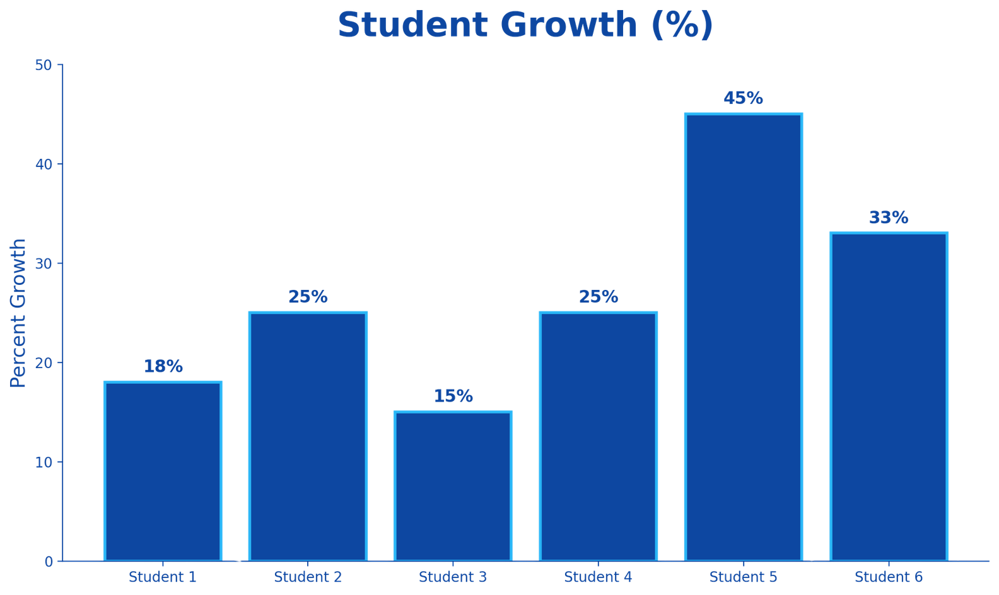 Student Growth (%)
50
40
30
20
10
0
Percent Growth
18%
25%
15%
25%
45%
33%
Student 1
Student 2
Student 3
Student 4
Student 5
Student 6